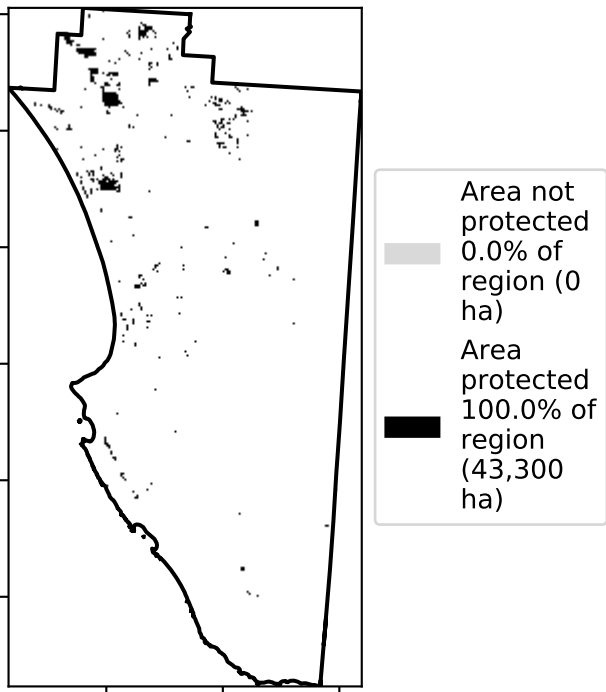 Area not
protected
0.0% of
region (0
ha)
Area
protected
100.0% of
region
(43,300
ha)